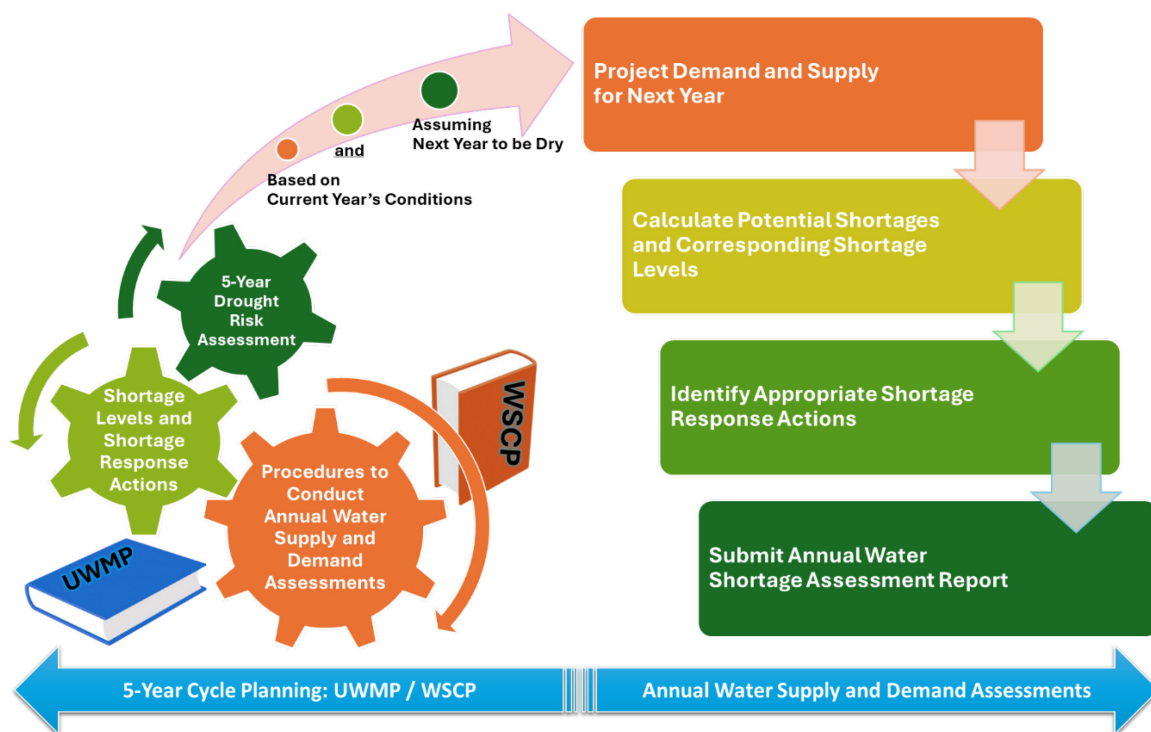 Assuming
Next Year to be Dry
and
Based on
Current Year's Conditions
5-Year
Drought
Risk
Assessment
Shortage
Levels and
Shortage
Response
Actions
Procedures to
Conduct
Annual Water
Supply and
Demand
Assessments
WSCP
UWMP
5-Year Cycle Planning: UWMP / WSCP
Project Demand and Supply
for Next Year
Calculate Potential Shortages
and Corresponding Shortage
Levels
Identify Appropriate Shortage
Response Actions
Submit Annual Water
Shortage Assessment Report
Annual Water Supply and Demand Assessments